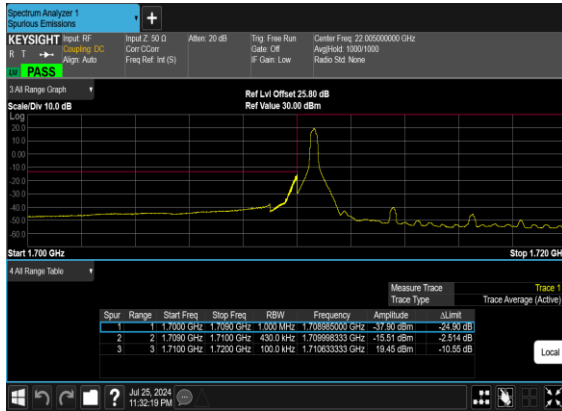 Spectrum Analyzer 1
Spurious Emissions
+
KEYSIGHT Input: RF Input Z: 50 Ω Atten: 20 dB Trig: Free Run Center Freq: 22.005000000 GHz
R T Coupling: DC Corr CCorr Gate: Off Avg|Hold: 1000/1000
Align: Auto Freq Ref: Int (S) IF Gain: Low Radio Std: None
PASS
3 All Range Graph
Ref Lvl Offset 25.80 dB
Scale/Div 10.0 dB Ref Value 30.00 dBm
Log
20.0
10.0
0.00
-10.0
-20.0
-30.0
-40.0
-50.0
-60.0
Start 1.700 GHz Stop 1.720 GH
4 All Range Table
Measure Trace Trace 1
Trace Type Trace Average (Active)
Spur Range Start Freq Stop Freq RBW Frequency Amplitude ΔLimit
1 1 1.7000 GHz 1.7090 GHz 1.000 MHz 1.708985000 GHz -37.90 dBm -24.90 dB
2 2 1.7090 GHz 1.7100 GHz 430.0 kHz 1.709998333 GHz -15.51 dBm -2.514 dB
3 3 1.7100 GHz 1.7200 GHz 100.0 kHz 1.710633333 GHz 19.45 dBm -10.55 dB
Local
? Jul 25, 2024
11:32:19 PM